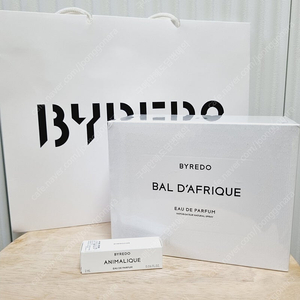 BYREDO
BYREDO
BAL D'AFRIQUE
EAU DE PARFUM
BYREDO
ANIMALIQUE
EAU DE PARFUM